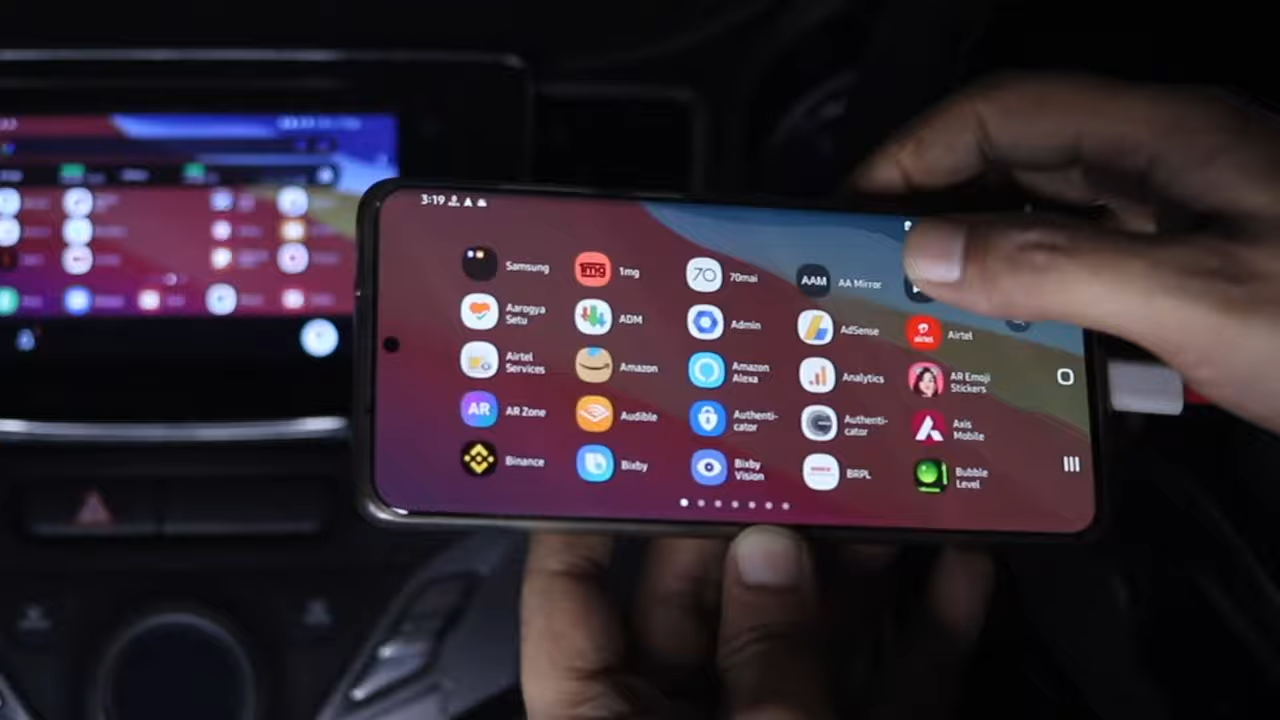 3:19
Samsung
1mg
1mg
70
70mai
AAM
AA Mirror
Aarogya
Setu
ADM
Admin
AdSense
airtel
Airtel
Airtel
Services
Amazon
Amazon
Alexa
Analytics
AR Emoji
Stickers
AR
AR Zone
Audible
Authenti-
cator
Authenti-
cator
Axis
Mobile
Binance
Bixby
Bixby
Vision
BRPL
Bubble
Level